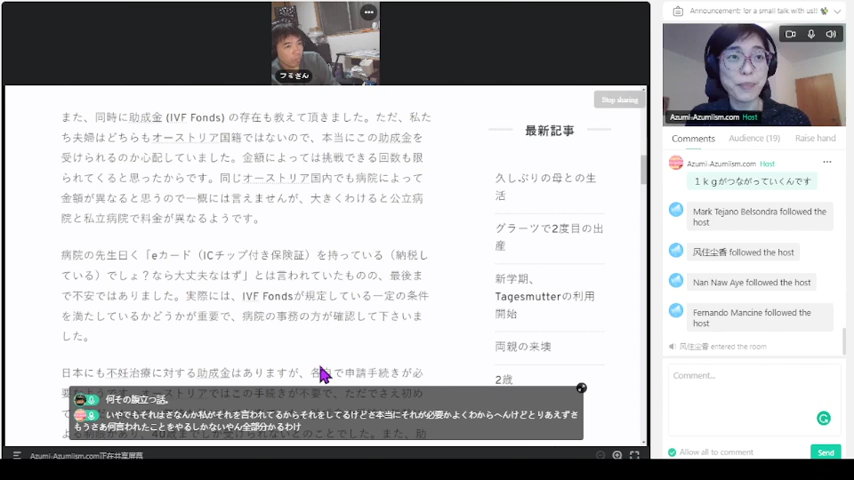 フミさん
また、同時に助成金 (IVF Fonds) の存在も教えて頂きました。ただ、私た
ち夫婦はどちらもオーストリア国籍ではないので、本当にこの助成金を
受けられるのか心配していました。金額によっては挑戦できる回数も限
られてくると思ったからです。同じオーストリア国内でも病院によって
金額が異なると思うので一概には言えませんが、大きくわけると公立病
院と私立病院で料金が異なるようです。
病院の先生曰く「eカード（ICチップ付き保険証）を持っている（納税し
ている）でしょ？なら大丈夫なはず」とは言われていたものの、最後ま
で不安ではありました。実際には、IVF Fondsが規定している一定の条件
を満たしているかどうかが重要で、病院の事務の方が確認して下さいま
した。
日本にも不妊治療に対する助成金はありますが、各 で申請手続きが必
何その腹立つ話。
いやでもそれはさなんか私がそれを言われてるからそれをしてるけどさ本当にそれが必要かよくわからへんけどとりあえずさ
もうさあ何言われたことをやるしかないやん全部分かるわけ
Azumi-Azumiism.com正在共享屏幕
Stop sharing
最新記事
久しぶりの母との生
活
グラーツで2度目の出
産
新学期、
Tagesmutterの利用
開始
両親の来墺
2歳
Announcement: for a small talk with us!!
Azumi-Azumiism.com Host
Comments Audience (19) Raise hand
Azumi-Azumiism.com Host
１ｋｇがつながっていくんです
Mark Tejano Belsondra followed the
host
风住尘香 followed the host
Nan Naw Aye followed the host
Fernando Mancine followed the
host
风住尘香 entered the room
Comment...
Allow all to comment
Send